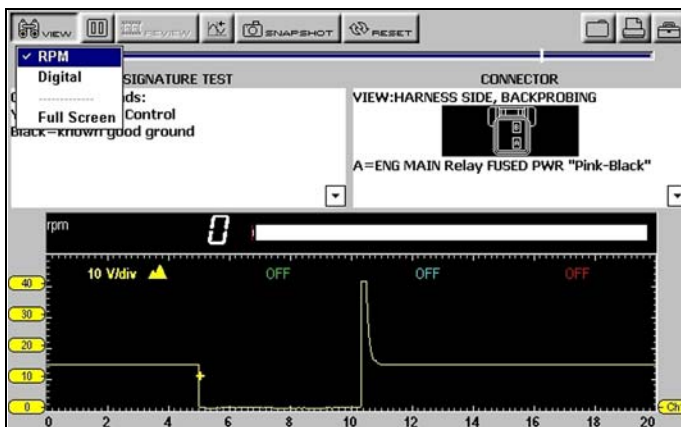 VIEW REVIEW SNAPSHOT RESET
RPM
Digital
Full Screen
SIGNATURE TEST
ds:
Control
Black=known good ground
CONNECTOR
VIEW:HARNESS SIDE, BACKPROBING
B
A
A=ENG MAIN Relay FUSED PWR "Pink-Black"
rpm 0
10 V/div OFF OFF OFF
40
30
20
10
0
0 2 4 6 8 10 12 14 16 18 20
Ch